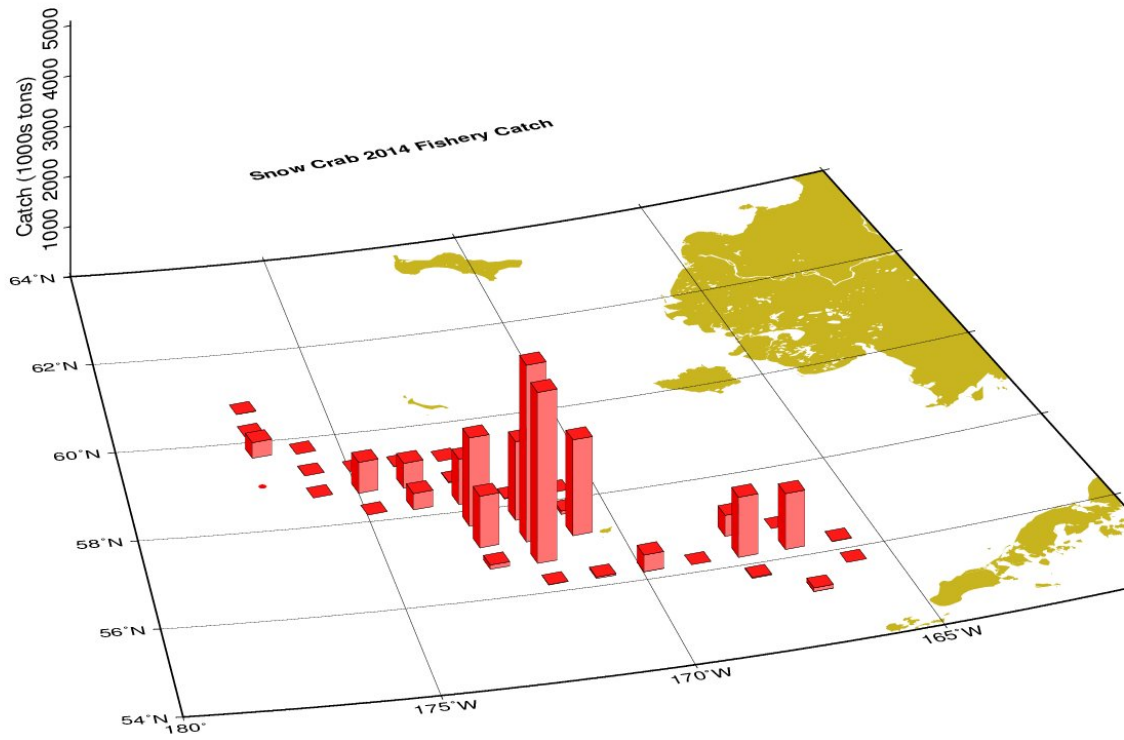 5000
4000
3000
2000
1000
Catch (1000s tons)
Snow Crab 2014 Fishery Catch
64°N
62°N
60°N
58°N
56°N
54°N
180°
175°W
170°W
165°W